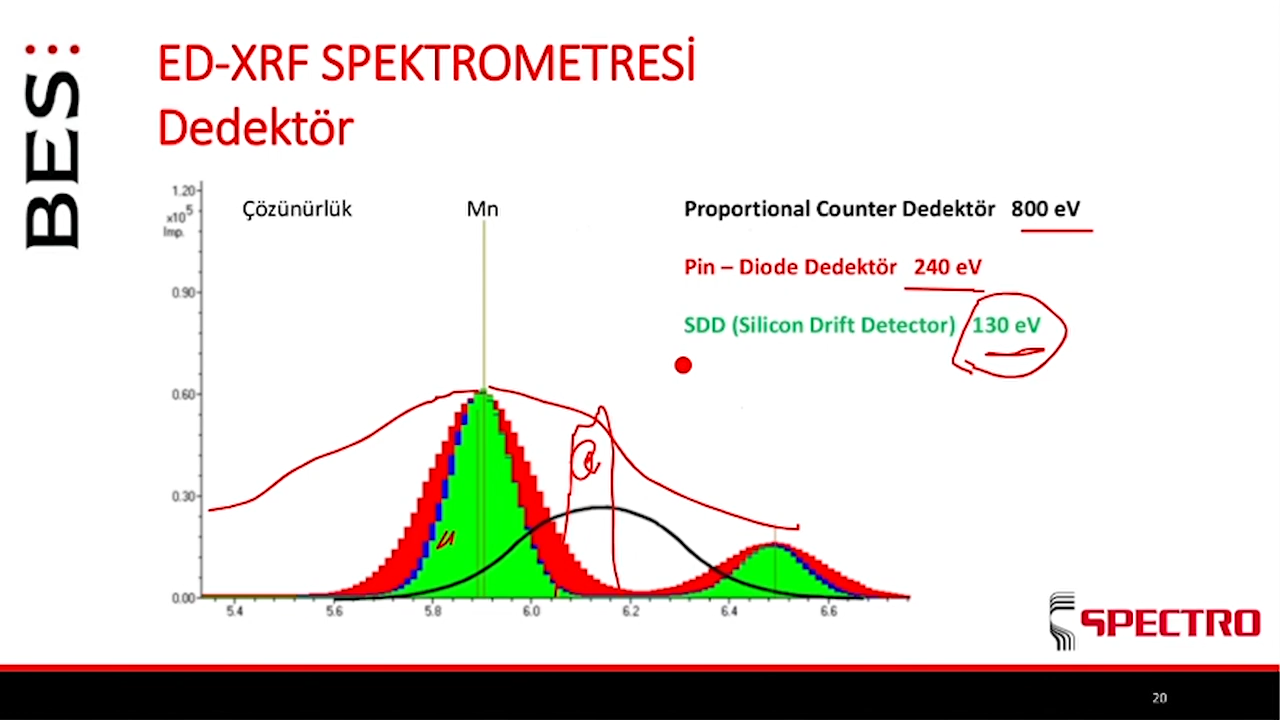 BES
ED-XRF SPEKTROMETRESİ
Dedektör
Çözünürlük
Mn
Proportional Counter Dedektör 800 eV
Pin – Diode Dedektör 240 eV
SDD (Silicon Drift Detector) 130 eV
1.20
x10^5
Imp.
0.90
0.60
0.30
0.00
5.4 5.6 5.8 6.0 6.2 6.4 6.6
SPECTRO
20